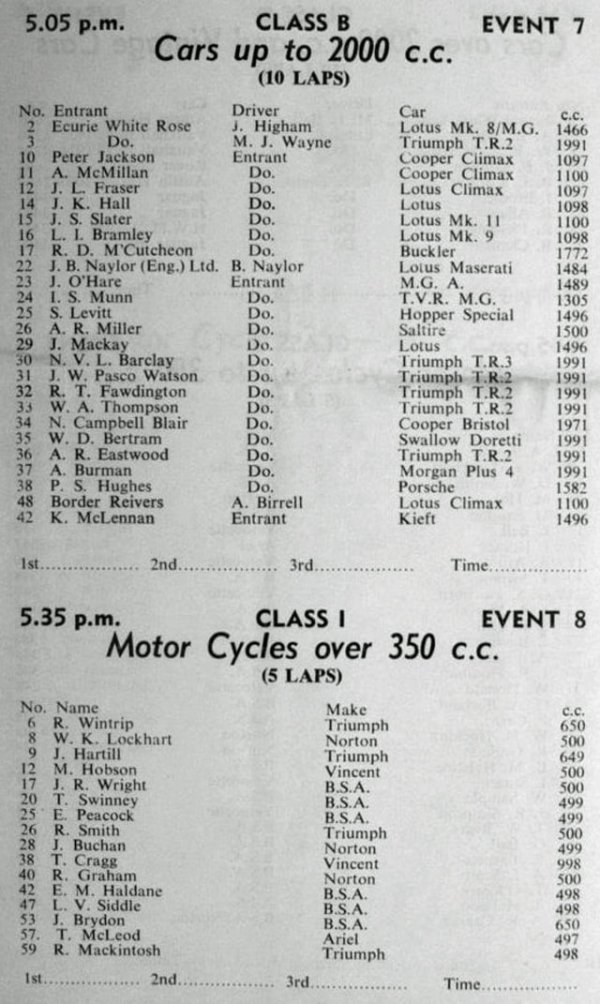 5.05 p.m. CLASS B EVENT 7
Cars up to 2000 c.c.
(10 LAPS)
No. Entrant Driver Car c.c.
2 Ecurie White Rose J. Higham Lotus Mk. 8/M.G. 1466
3 Do. M. J. Wayne Triumph T.R.2 1991
10 Peter Jackson Entrant Cooper Climax 1097
11 A. McMillan Do. Cooper Climax 1100
12 J. L. Fraser Do. Lotus Climax 1097
14 J. K. Hall Do. Lotus 1098
15 J. S. Slater Do. Lotus Mk. 11 1100
16 L. I. Bramley Do. Lotus Mk. 9 1098
17 R. D. M'Cutcheon Do. Buckler 1772
22 J. B. Naylor (Eng.) Ltd. B. Naylor Lotus Maserati 1484
23 J. O'Hare Entrant M.G. A. 1489
24 I. S. Munn Do. T.V.R. M.G. 1305
25 S. Levitt Do. Hopper Special 1496
26 A. R. Miller Do. Saltire 1500
29 J. Mackay Do. Lotus 1496
30 N. V. L. Barclay Do. Triumph T.R.3 1991
31 J. W. Pasco Watson Do. Triumph T.R.2 1991
32 R. T. Fawdington Do. Triumph T.R.2 1991
33 W. A. Thompson Do. Triumph T.R.2 1991
34 N. Campbell Blair Do. Cooper Bristol 1971
35 W. D. Bertram Do. Swallow Doretti 1991
36 A. R. Eastwood Do. Triumph T.R.2 1991
37 A. Burman Do. Morgan Plus 4 1991
38 P. S. Hughes Do. Porsche 1582
48 Border Reivers A. Birrell Lotus Climax 1100
42 K. McLennan Entrant Kieft 1496
1st................. 2nd................. 3rd................. Time.................
5.35 p.m. CLASS I EVENT 8
Motor Cycles over 350 c.c.
(5 LAPS)
No. Name Make c.c.
6 R. Wintrip Triumph 650
8 W. K. Lockhart Norton 500
9 J. Hartill Triumph 649
12 M. Hobson Vincent 500
17 J. R. Wright B.S.A. 500
20 T. Swinney B.S.A. 499
25 E. Peacock B.S.A. 499
26 R. Smith Triumph 500
28 J. Buchan Norton 499
38 T. Cragg Vincent 998
40 R. Graham Norton 500
42 E. M. Haldane B.S.A. 498
47 L. V. Siddle B.S.A. 498
53 J. Brydon B.S.A. 650
57. T. McLeod Ariel 497
59 R. Mackintosh Triumph 498
1st................. 2nd................. 3rd................. Time.................